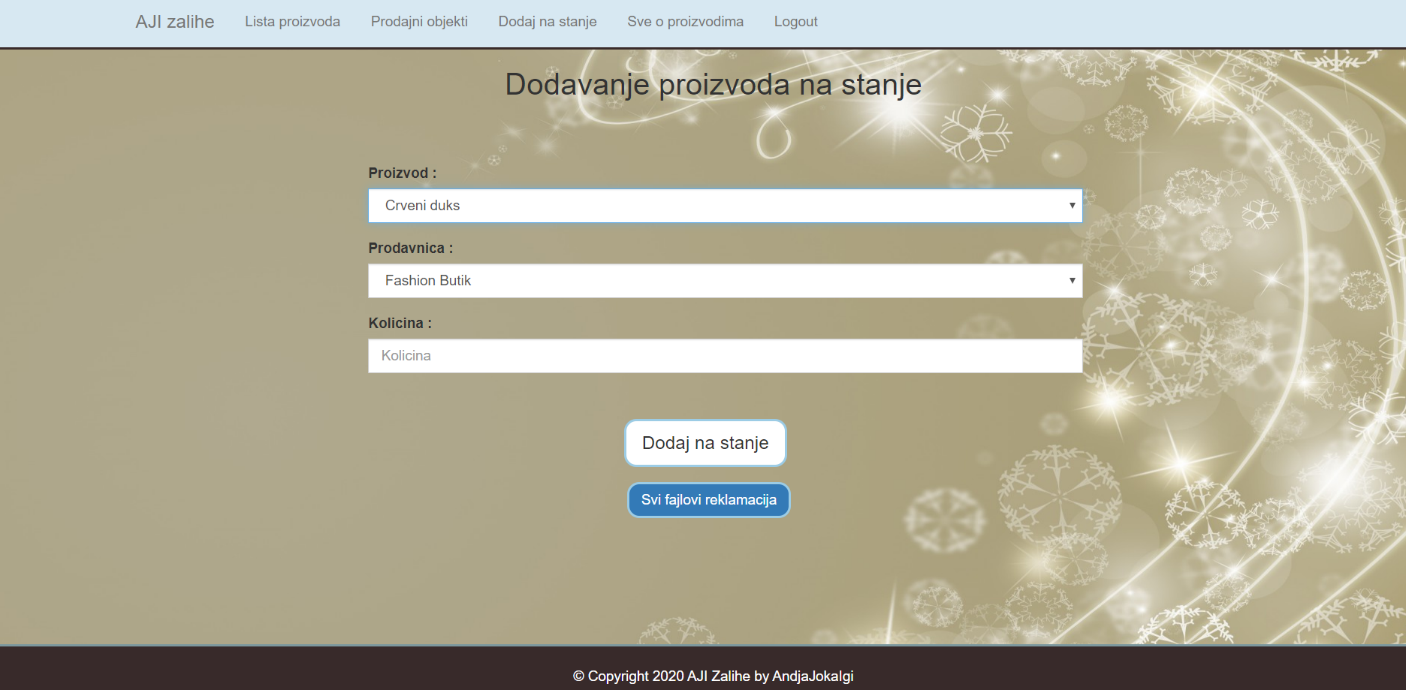 AJI zalihe Lista proizvoda Prodajni objekti Dodaj na stanje Sve o proizvodima Logout
Dodavanje proizvoda na stanje
Proizvod :
Crveni duks
Prodavnica :
Fashion Butik
Kolicina :
Kolicina
Dodaj na stanje
Svi fajlovi reklamacija
© Copyright 2020 AJI Zalihe by AndjaJokaIgi